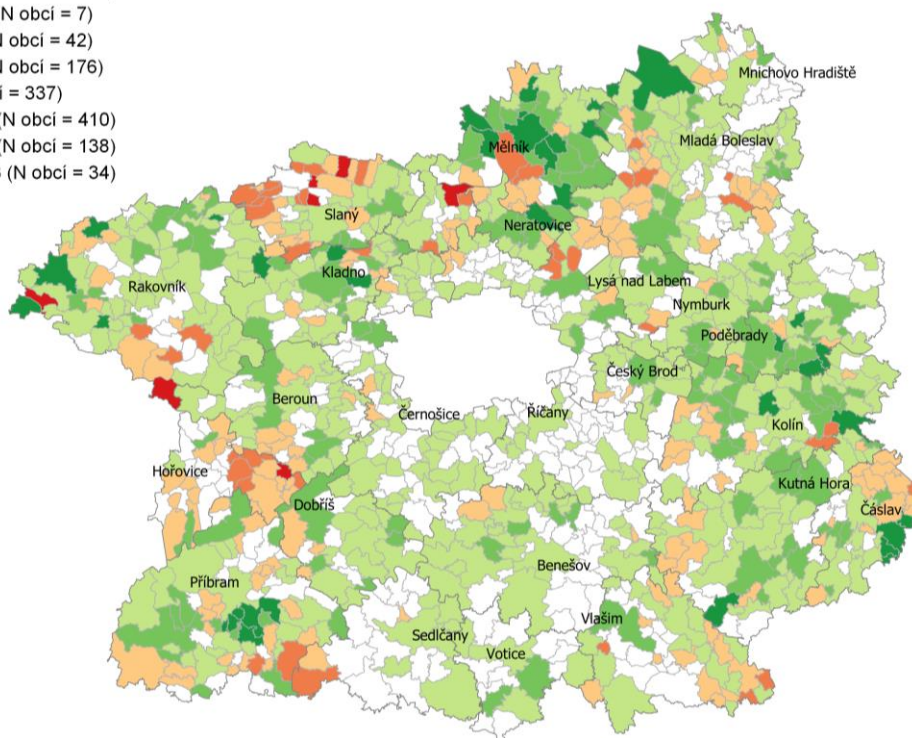 (N obcí = 7)
obcí = 42)
obcí = 176)
= 337)
(N obcí = 410)
(N obcí = 138)
(N obcí = 34)
Mnichovo Hradiště
Mladá Boleslav
Mělník
Slaný
Neratovice
Kladno
Rakovník
Lysá nad Labem
Nymburk
Poděbrady
Český Brod
Beroun
Černošice
Říčany
Kolín
Hořovice
Kutná Hora
Dobříš
Čáslav
Benešov
Příbram
Vlašim
Sedlčany
Votice